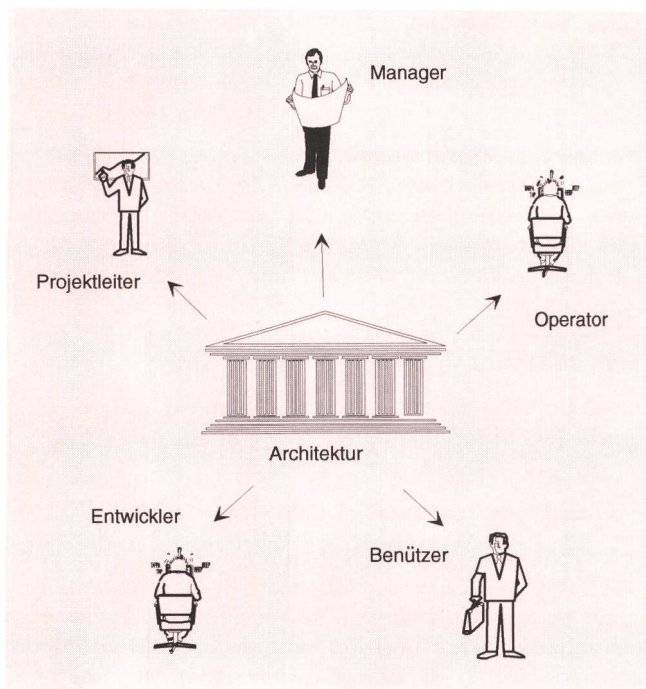 Manager
Projektleiter
Operator
Architektur
Entwickler
Benützer